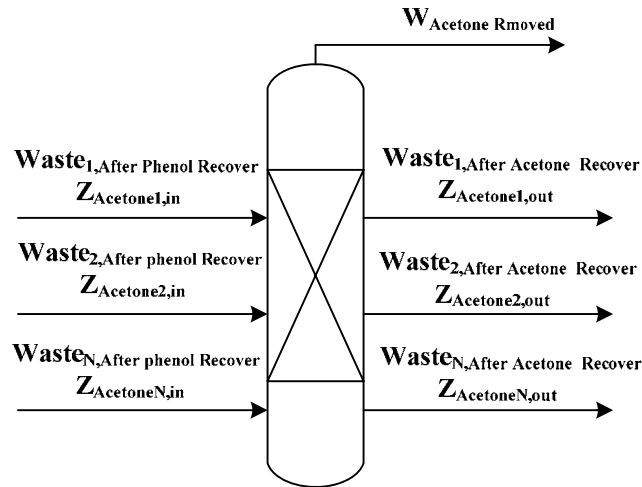 W Acetone Rmoved
Waste1,After Phenol Recover
ZAcetone1,in
Waste1,After Acetone Recover
ZAcetone1,out
Waste2,After phenol Recover
ZAcetone2,in
Waste2,After Acetone Recover
ZAcetone2,out
WasteN,After phenol Recover
ZAcetoneN,in
WasteN,After Acetone Recover
ZAcetoneN,out